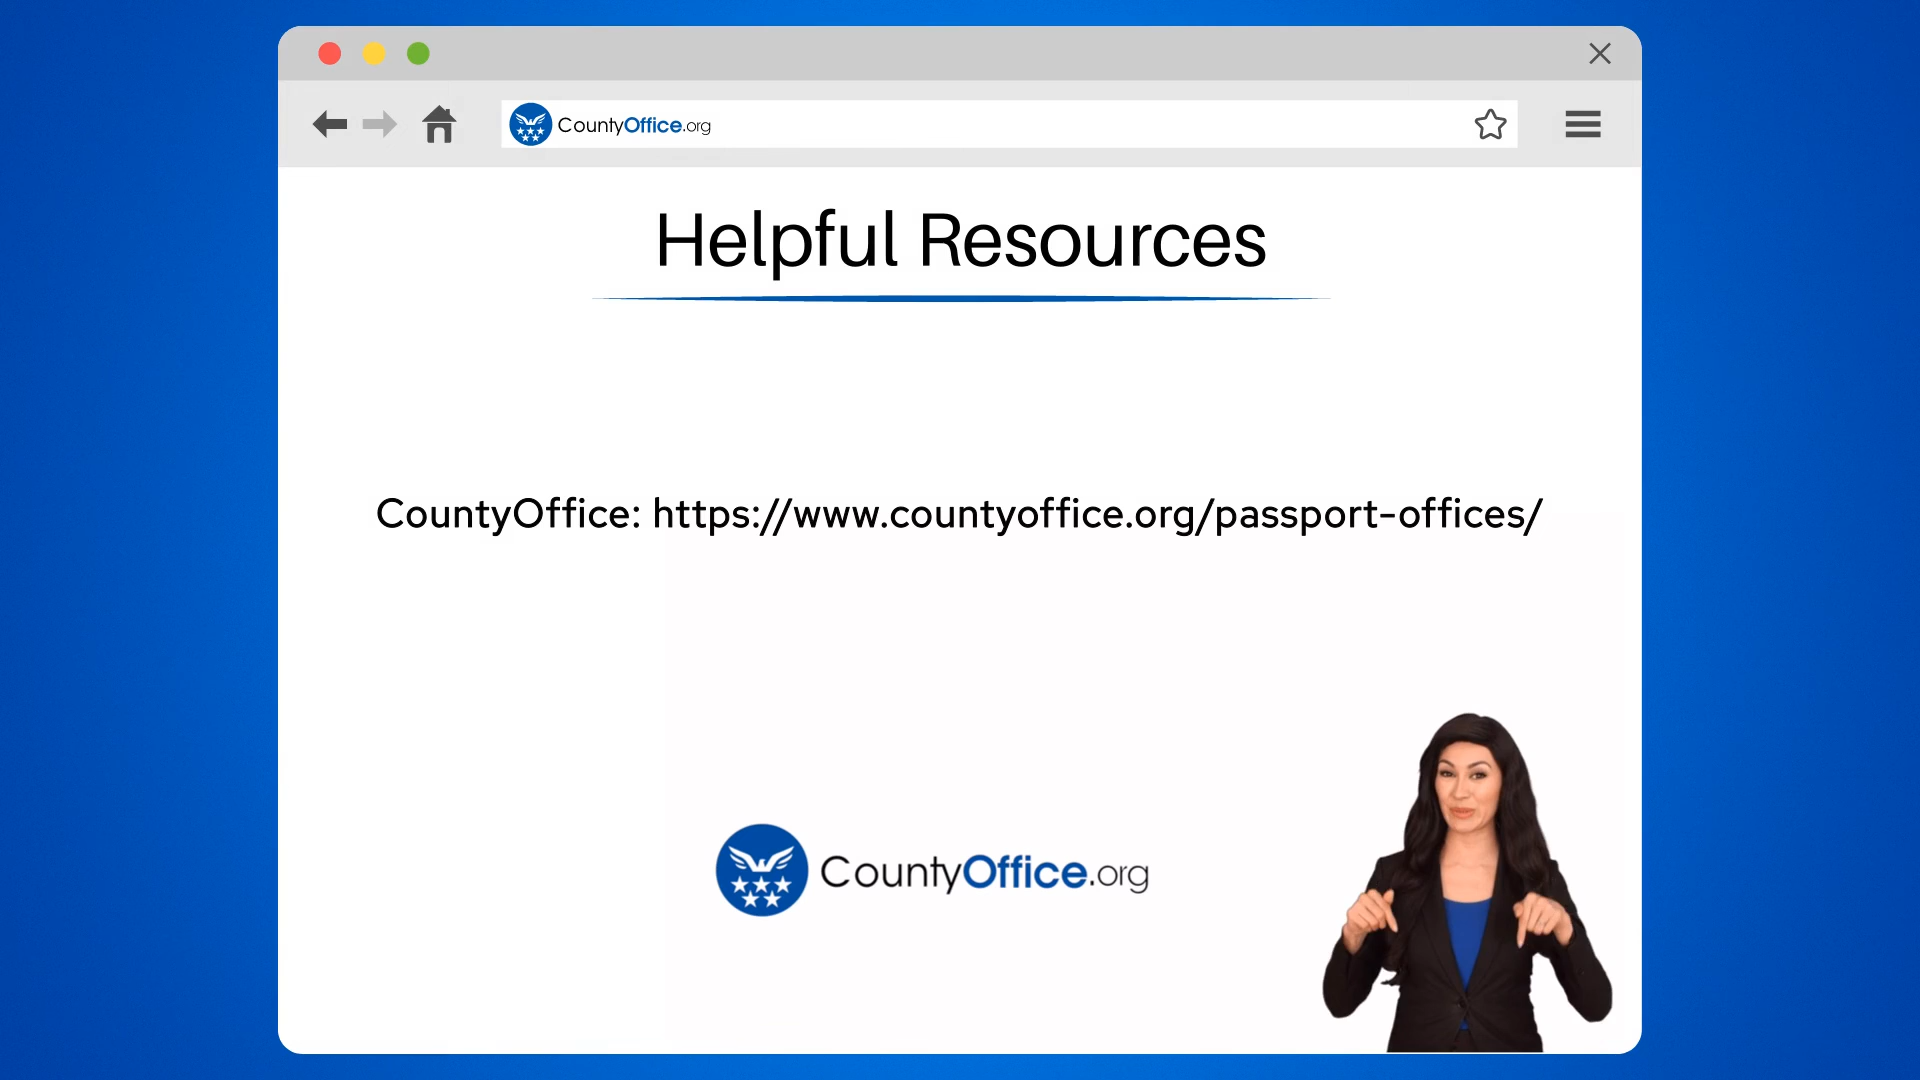 CountyOffice.org
Helpful Resources
CountyOffice: https://www.countyoffice.org/passport-offices/
CountyOffice.org